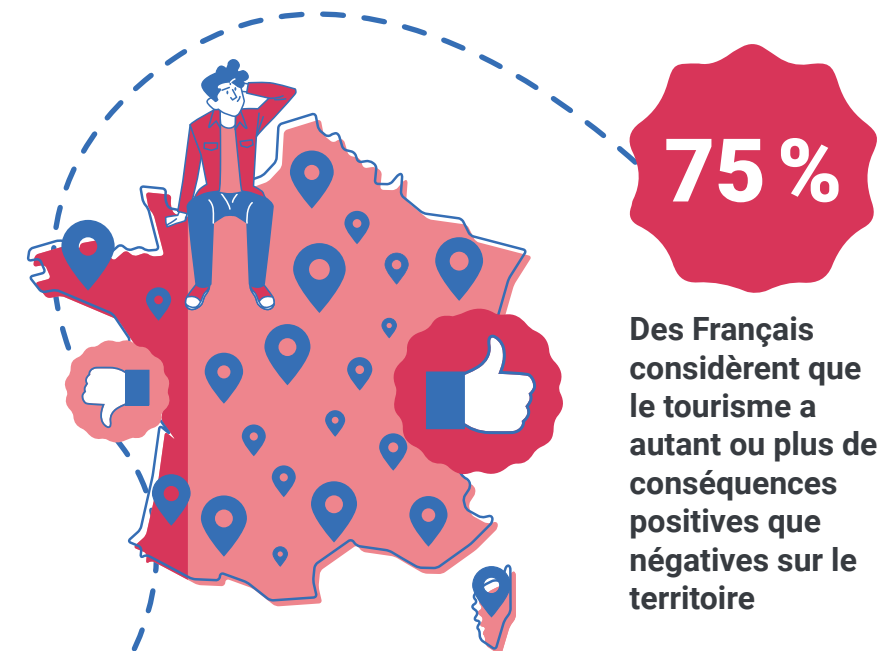 75 %
Des Français
considèrent que
le tourisme a
autant ou plus de
conséquences
positives que
négatives sur le
territoire